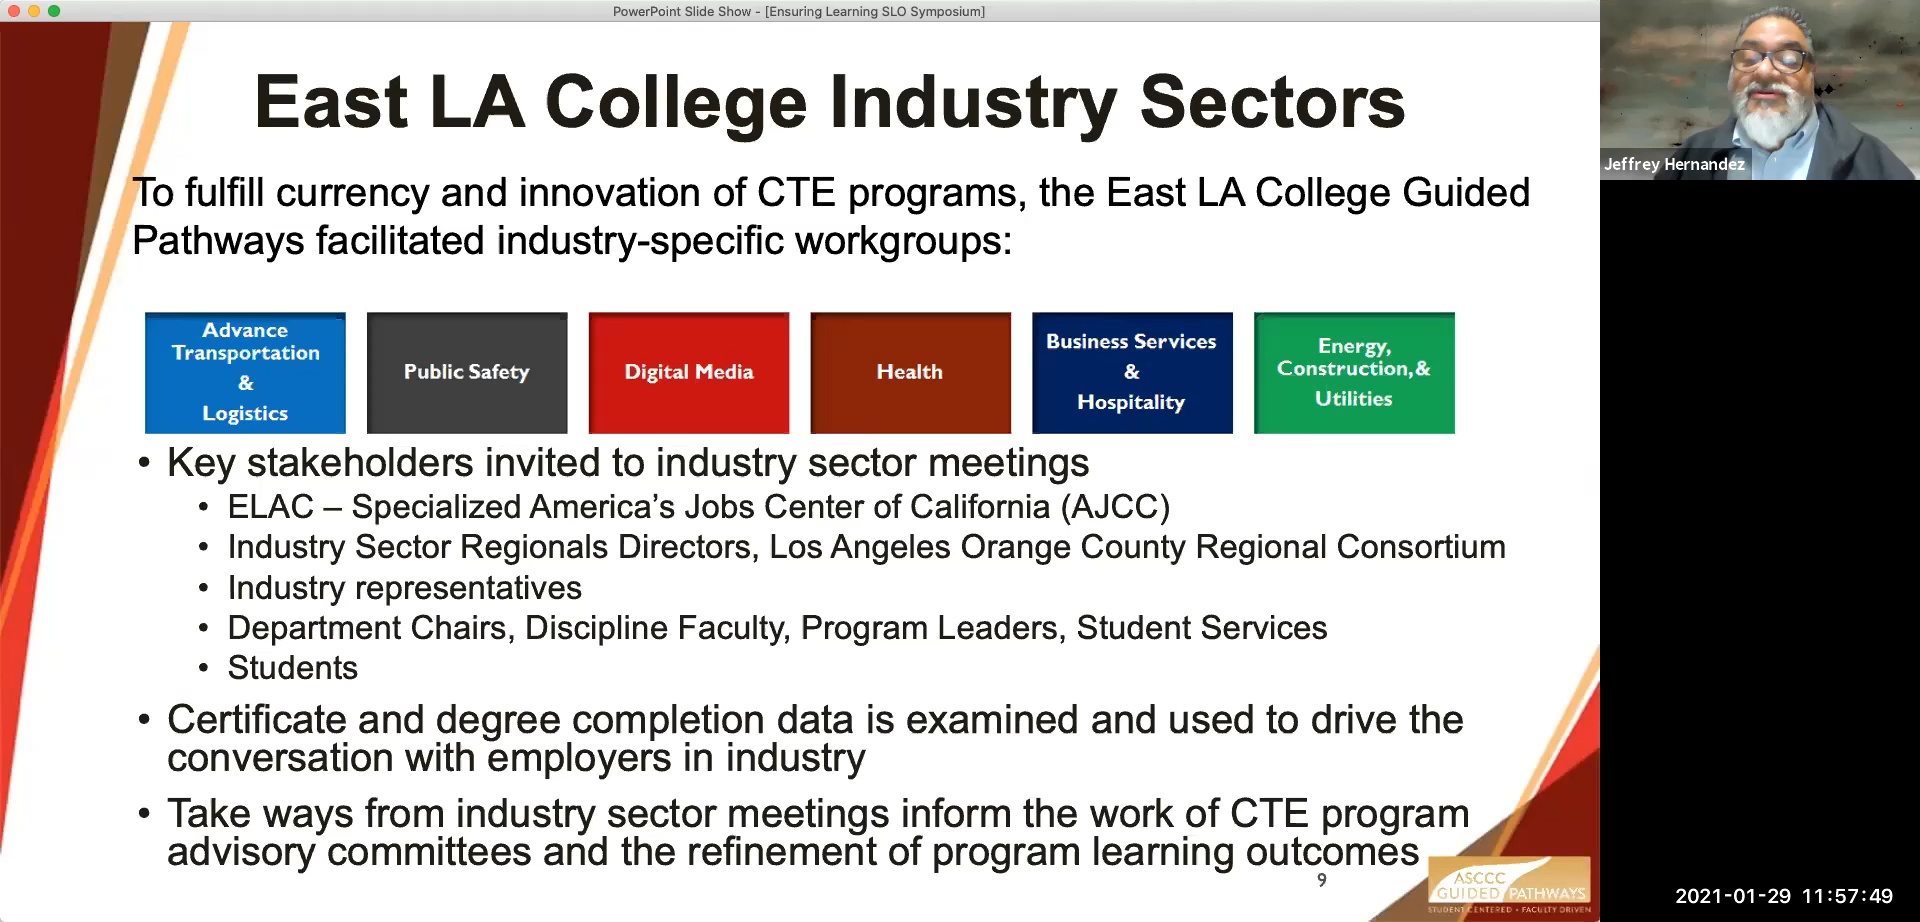 PowerPoint Slide Show - [Ensuring Learning SLO Symposium]
East LA College Industry Sectors
To fulfill currency and innovation of CTE programs, the East LA College Guided
Pathways facilitated industry-specific workgroups:
Advance
Transportation
&
Logistics
Public Safety
Digital Media
Health
Business Services
&
Hospitality
Energy,
Construction,&
Utilities
• Key stakeholders invited to industry sector meetings
• ELAC – Specialized America’s Jobs Center of California (AJCC)
• Industry Sector Regionals Directors, Los Angeles Orange County Regional Consortium
• Industry representatives
• Department Chairs, Discipline Faculty, Program Leaders, Student Services
• Students
• Certificate and degree completion data is examined and used to drive the
conversation with employers in industry
• Take ways from industry sector meetings inform the work of CTE program
advisory committees and the refinement of program learning outcomes
9
ASCCC
GUIDED PATHWAYS
STUDENT CENTERED • FACULTY DRIVEN
Jeffrey Hernandez
2021-01-29 11:57:49